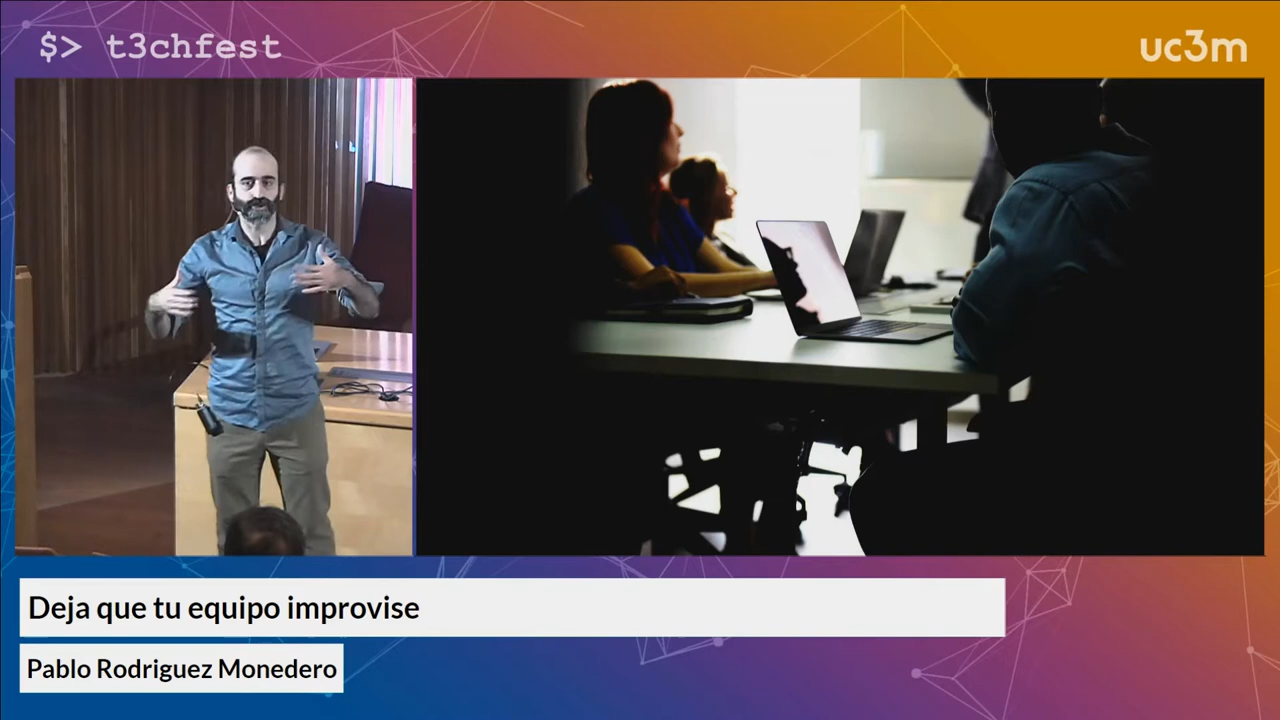 $> t3chfest
uc3m
Deja que tu equipo improvise
Pablo Rodriguez Monedero